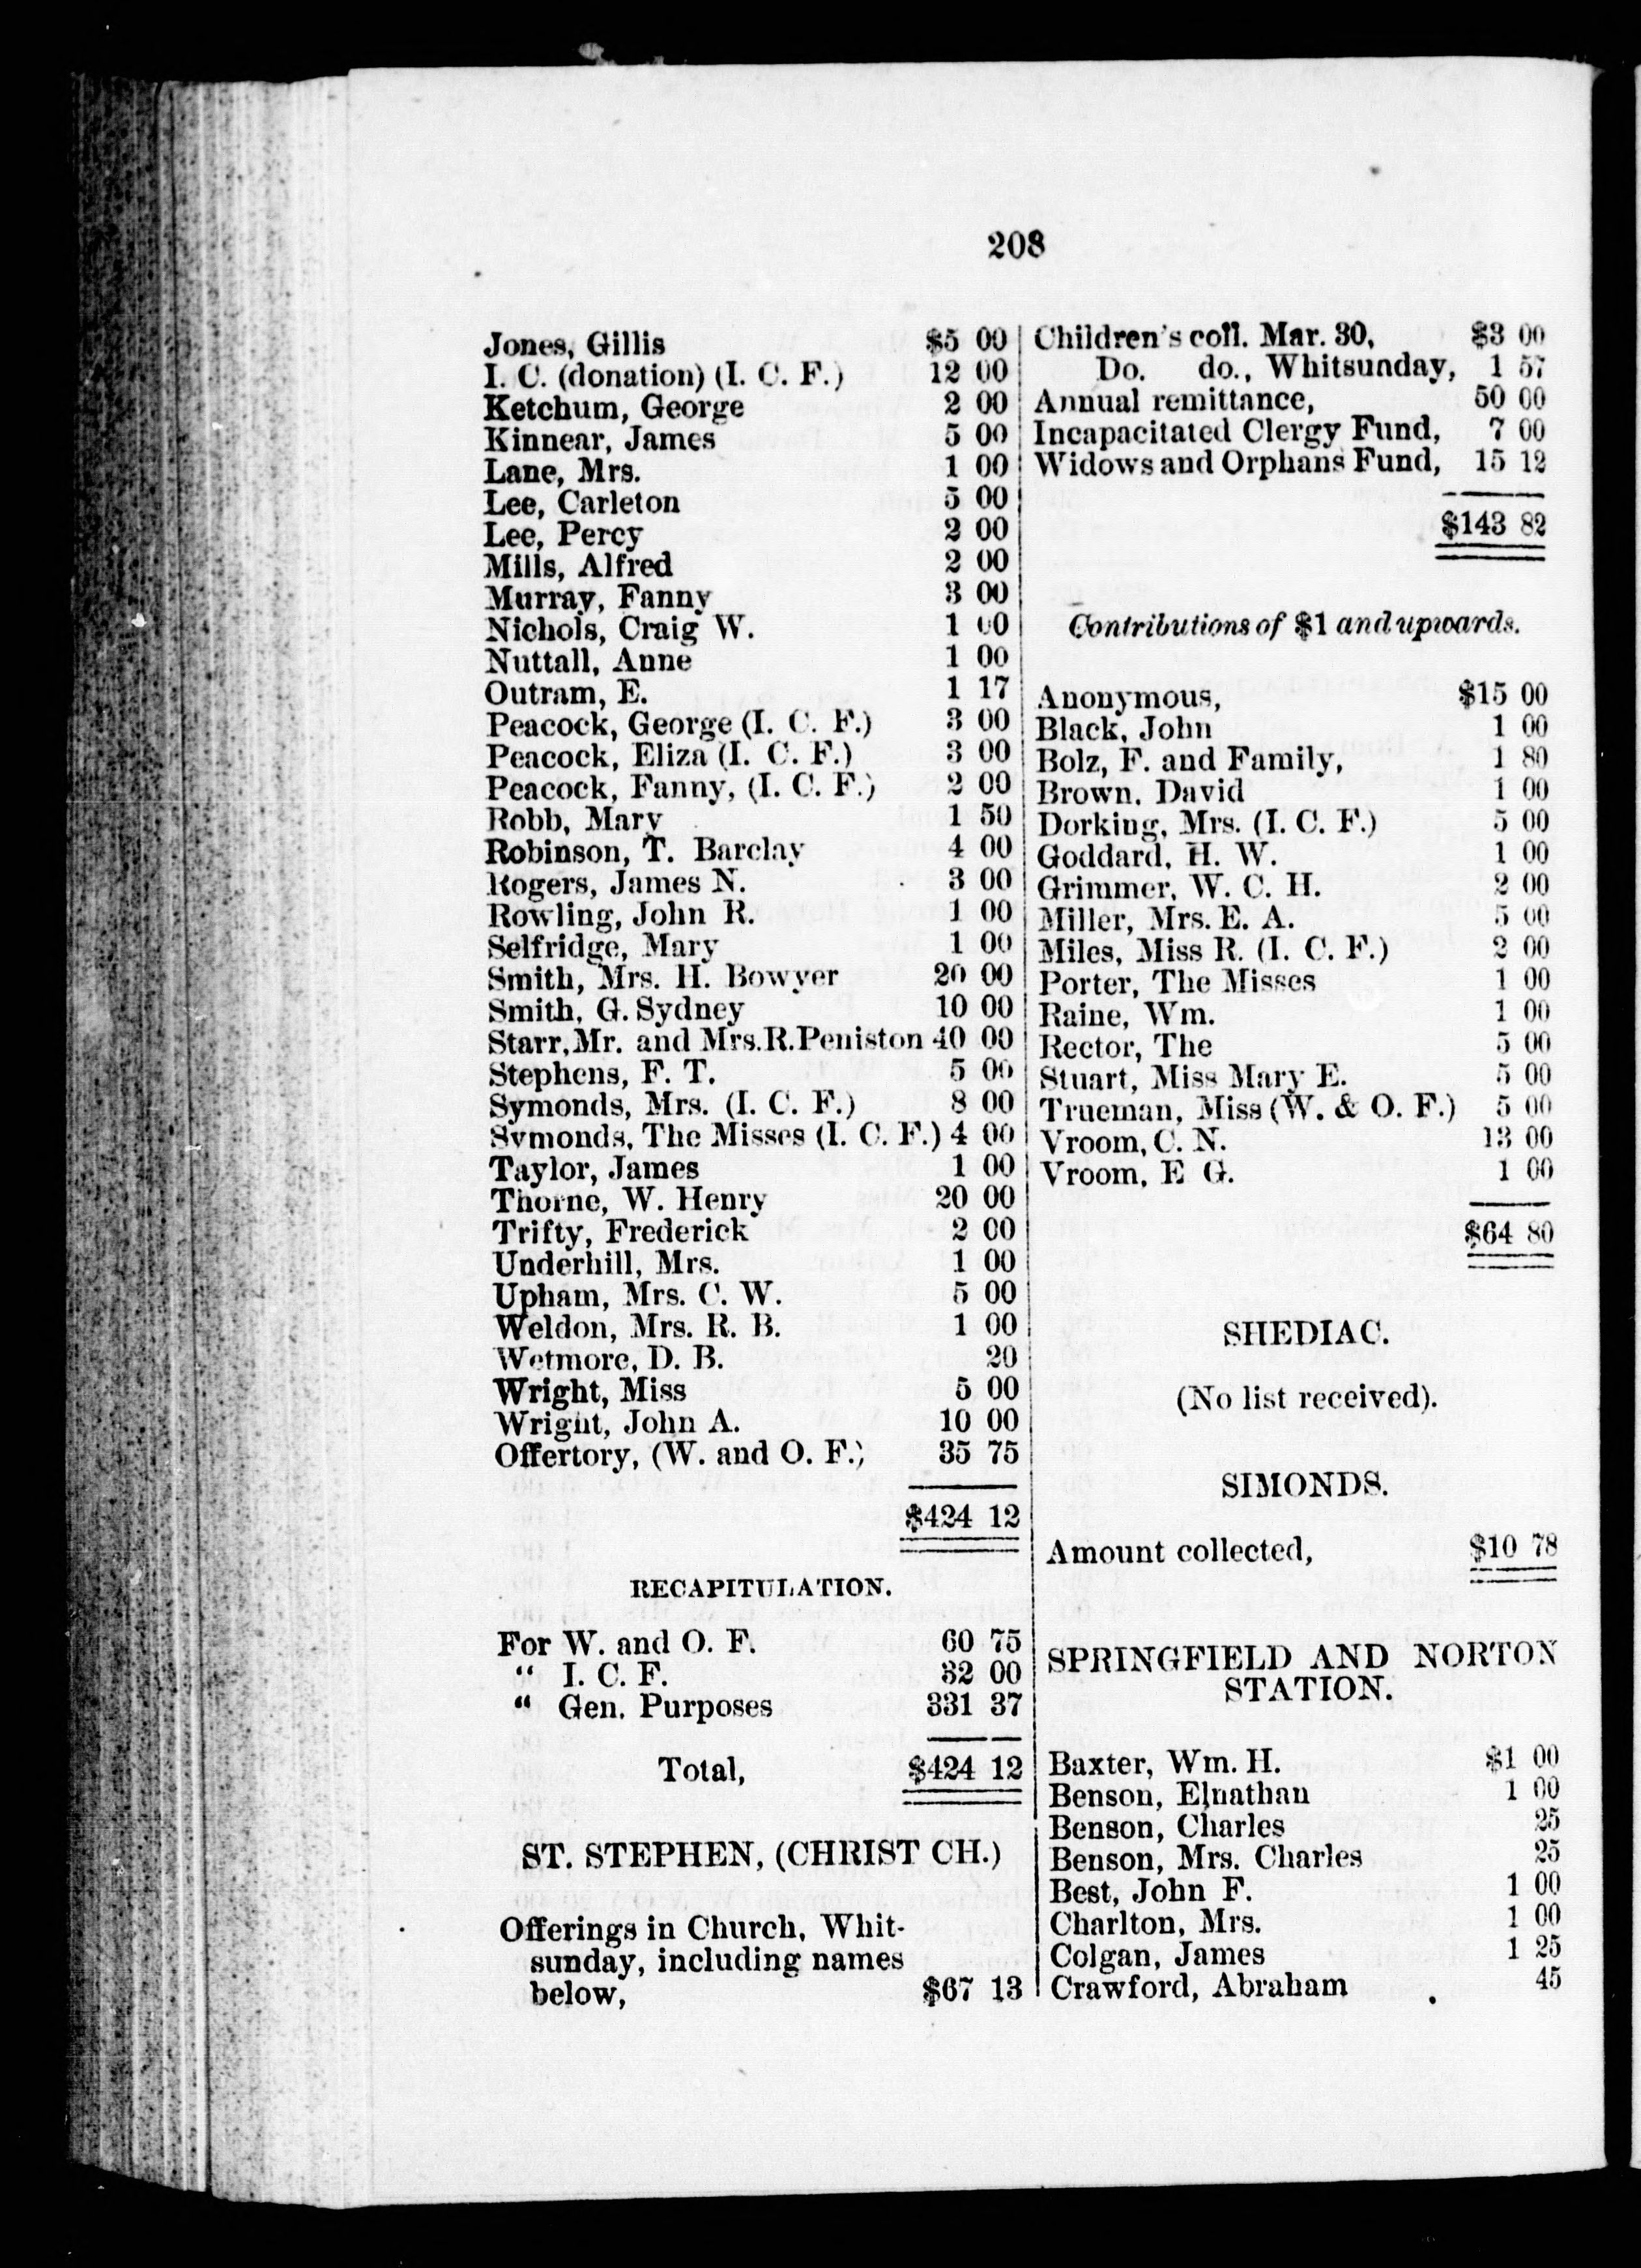 208
Jones, Gillis $5 00
I. C. (donation) (I. C. F.) 12 00
Ketchum, George 2 00
Kinnear, James 5 00
Lane, Mrs. 1 00
Lee, Carleton 5 00
Lee, Percy 2 00
Mills, Alfred 2 00
Murray, Fanny 3 00
Nichols, Craig W. 1 00
Nuttall, Anne 1 00
Outram, E. 1 17
Peacock, George (I. C. F.) 3 00
Peacock, Eliza (I. C. F.) 3 00
Peacock, Fanny, (I. C. F.) 2 00
Robb, Mary 1 50
Robinson, T. Barclay 4 00
Rogers, James N. 3 00
Rowling, John R. 1 00
Selfridge, Mary 1 00
Smith, Mrs. H. Bowyer 20 00
Smith, G. Sydney 10 00
Starr, Mr. and Mrs. R. Peniston 40 00
Stephens, F. T. 5 00
Symonds, Mrs. (I. C. F.) 8 00
Symonds, The Misses (I. C. F.) 4 00
Taylor, James 1 00
Thorne, W. Henry 20 00
Trifty, Frederick 2 00
Underhill, Mrs. 1 00
Upham, Mrs. C. W. 5 00
Weldon, Mrs. R. B. 1 00
Wetmore, D. B. 20
Wright, Miss 5 00
Wright, John A. 10 00
Offertory, (W. and O. F.) 35 75
$424 12
RECAPITULATION.
For W. and O. F. 60 75
" I. C. F. 32 00
" Gen. Purposes 331 37
Total, $424 12
ST. STEPHEN, (CHRIST CH.)
Offerings in Church, Whit-
sunday, including names
below, $67 13
Children's coll. Mar. 30, $3 00
Do. do., Whitsunday, 1 57
Annual remittance, 50 00
Incapacitated Clergy Fund, 7 00
Widows and Orphans Fund, 15 12
$143 82
Contributions of $1 and upwards.
Anonymous, $15 00
Black, John 1 00
Bolz, F. and Family, 1 80
Brown. David 1 00
Dorking, Mrs. (I. C. F.) 5 00
Goddard, H. W. 1 00
Grimmer, W. C. H. 2 00
Miller, Mrs. E. A. 5 00
Miles, Miss R. (I. C. F.) 2 00
Porter, The Misses 1 00
Raine, Wm. 1 00
Rector, The 5 00
Stuart, Miss Mary E. 5 00
Trueman, Miss (W. & O. F.) 5 00
Vroom, C. N. 13 00
Vroom, E G. 1 00
$64 80
SHEDIAC.
(No list received).
SIMONDS.
Amount collected, $10 78
SPRINGFIELD AND NORTON
STATION.
Baxter, Wm. H. $1 00
Benson, Elnathan 1 00
Benson, Charles 25
Benson, Mrs. Charles 25
Best, John F. 1 00
Charlton, Mrs. 1 00
Colgan, James 1 25
Crawford, Abraham 45